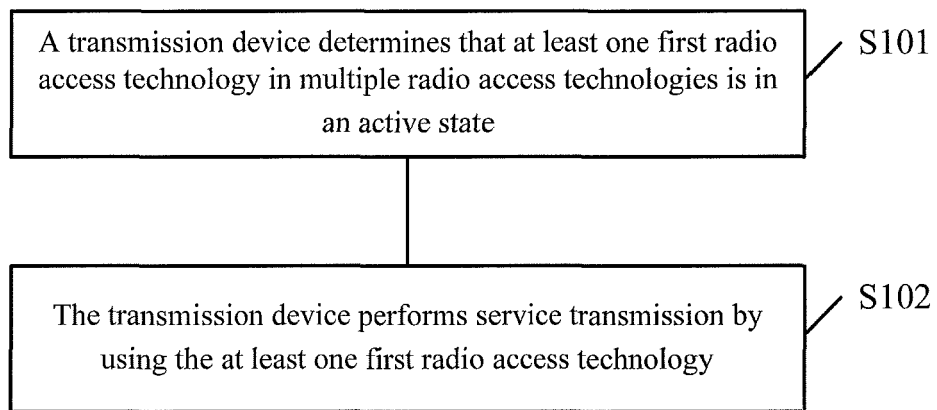 A transmission device determines that at least one first radio
access technology in multiple radio access technologies is in
an active state
S101
The transmission device performs service transmission by
using the at least one first radio access technology
S102